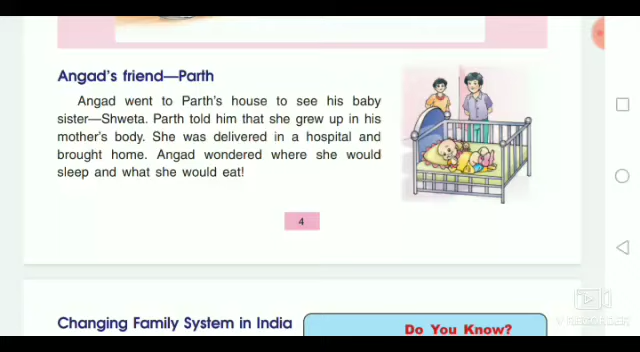 Angad's friend—Parth
Angad went to Parth's house to see his baby
sister—Shweta. Parth told him that she grew up in his
mother's body. She was delivered in a hospital and
brought home. Angad wondered where she would
sleep and what she would eat!
4
Changing Family System in India
Do You Know?